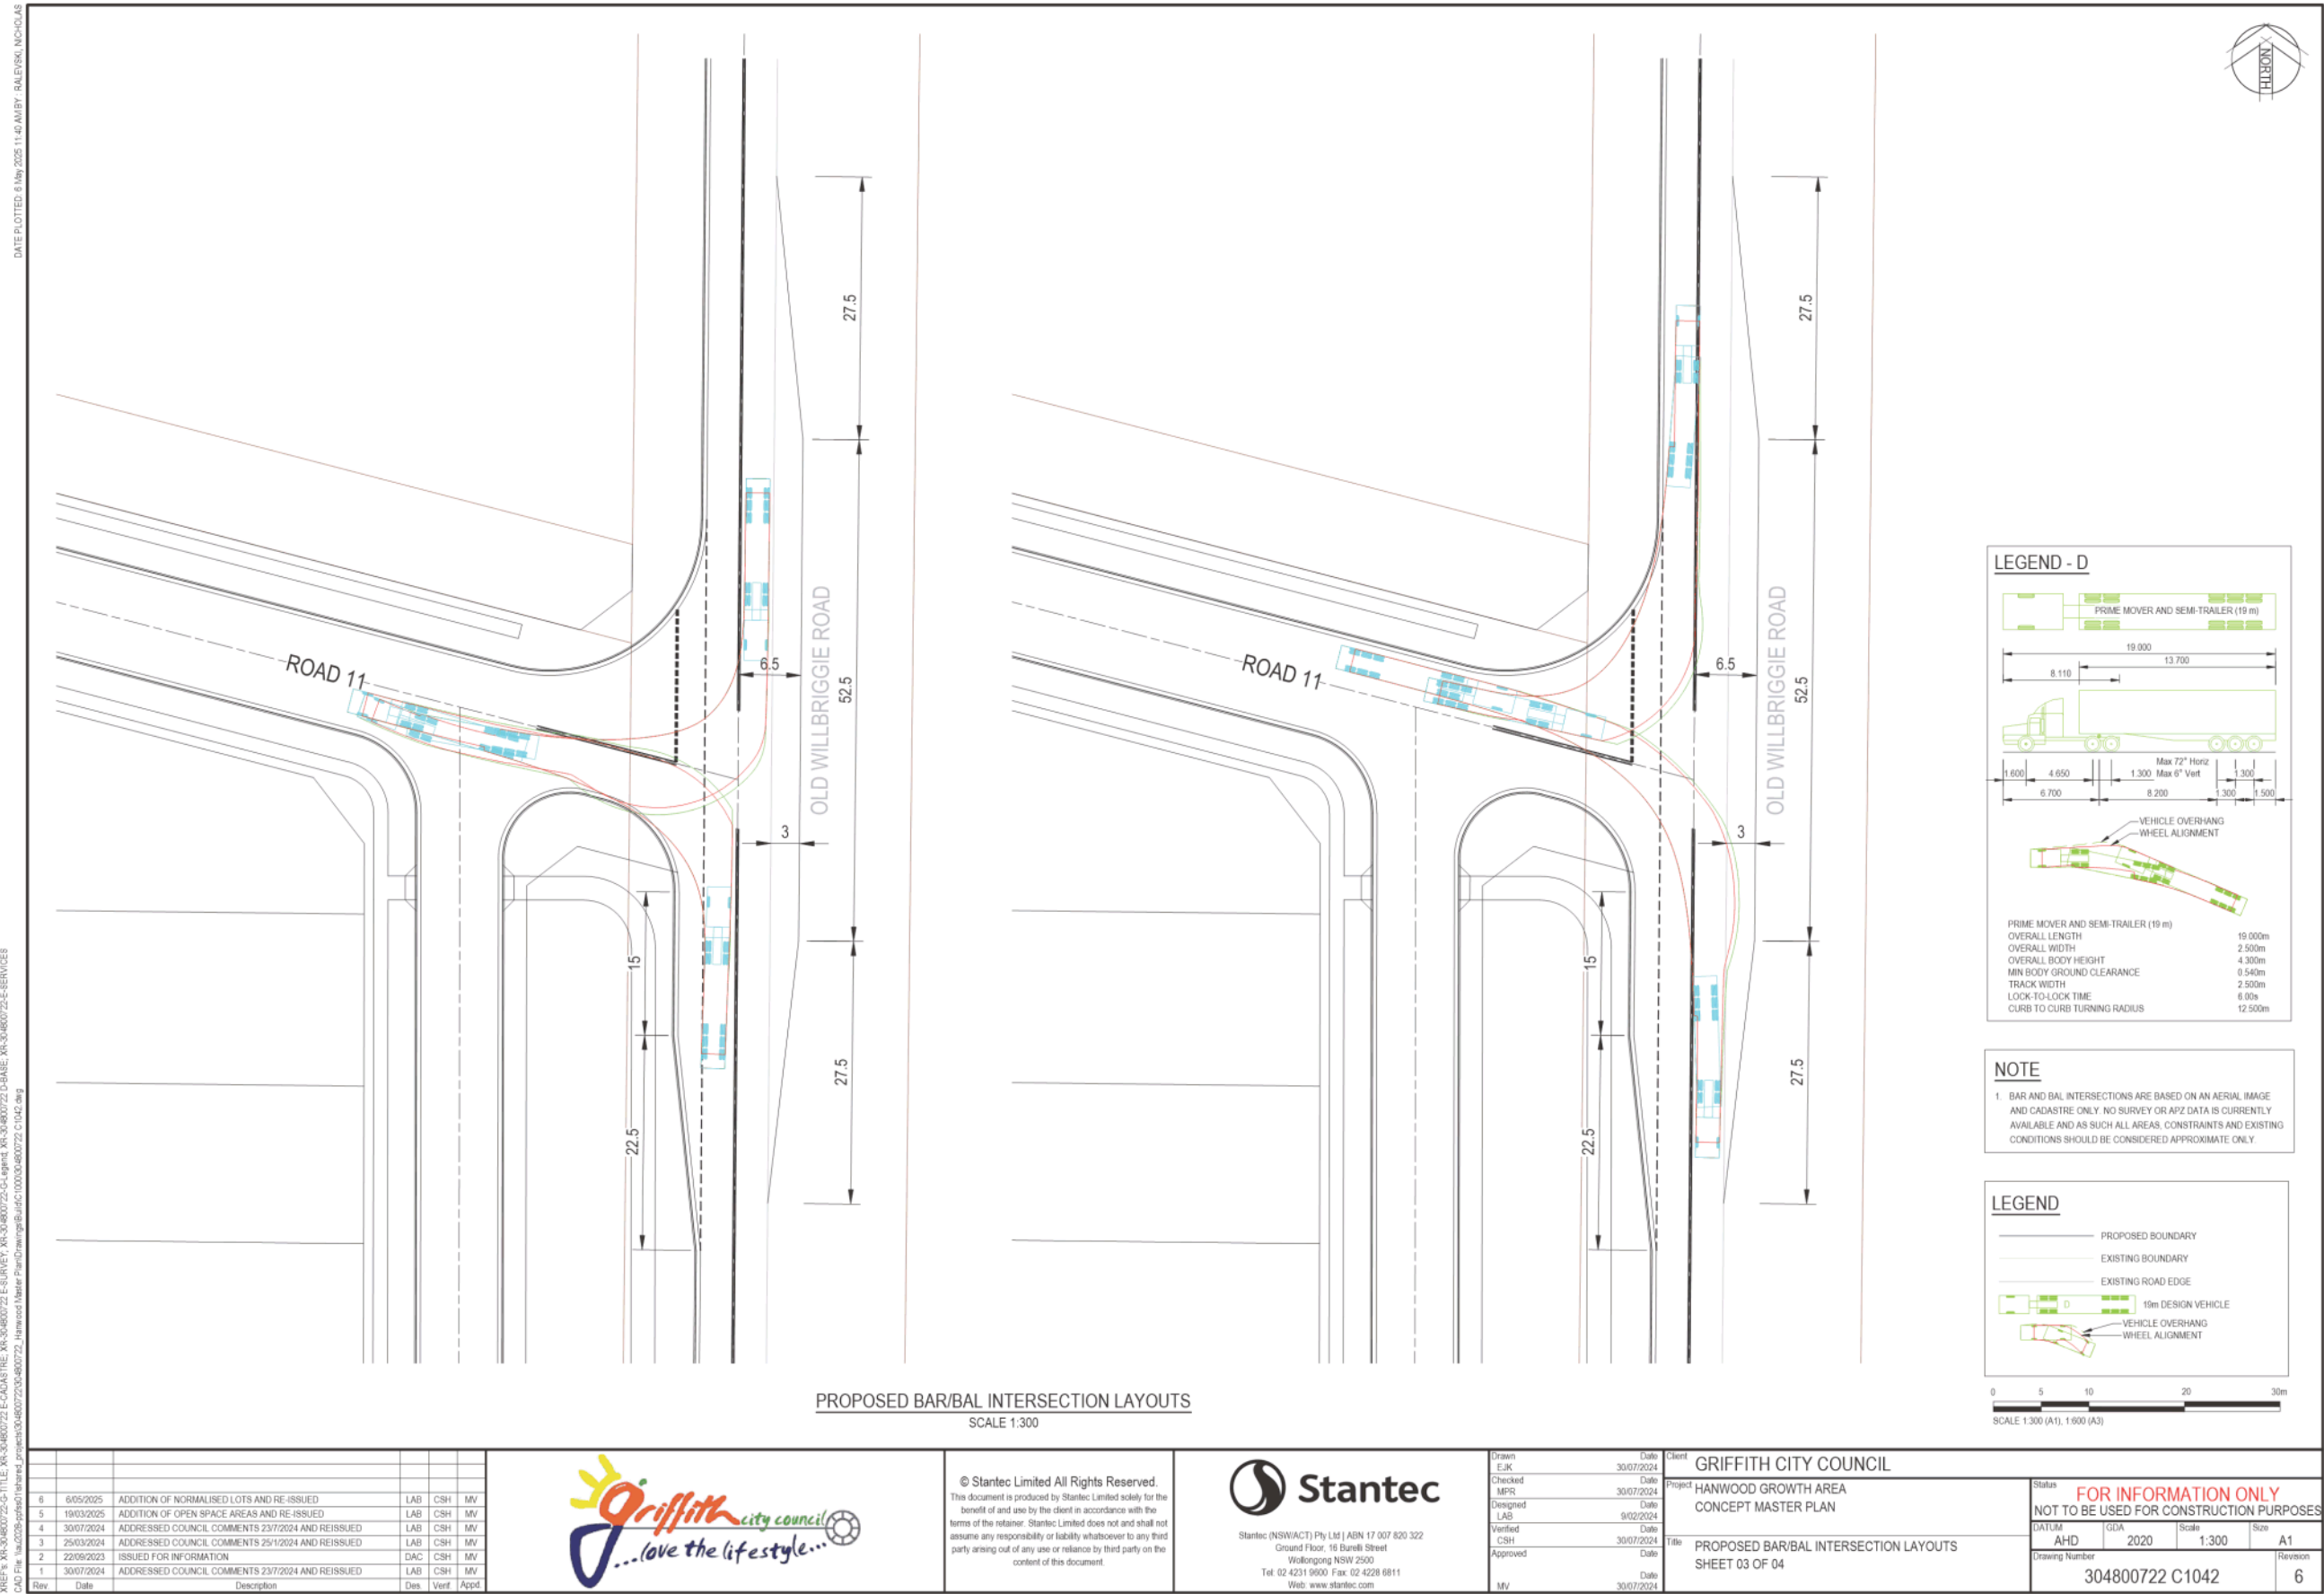 DATE PLOTTED: 6 May 2025 11:40 AM BY : RALEVSKI, NICHOLAS
NORTH
27.5
52.5
27.5
6.5
3
15
22.5
ROAD 11
OLD WILLBRIGGIE ROAD
27.5
52.5
27.5
6.5
3
15
22.5
ROAD 11
OLD WILLBRIGGIE ROAD
LEGEND - D
PRIME MOVER AND SEMI-TRAILER (19 m)
19.000
13.700
8.110
Max 72° Horiz
1.600 4.650 1.300 Max 6° Vert 1.300
6.700 8.200 1.300 1.500
VEHICLE OVERHANG
WHEEL ALIGNMENT
PRIME MOVER AND SEMI-TRAILER (19 m)
OVERALL LENGTH 19.000m
OVERALL WIDTH 2.500m
OVERALL BODY HEIGHT 4.300m
MIN BODY GROUND CLEARANCE 0.540m
TRACK WIDTH 2.500m
LOCK-TO-LOCK TIME 6.00s
CURB TO CURB TURNING RADIUS 12.500m
NOTE
1. BAR AND BAL INTERSECTIONS ARE BASED ON AN AERIAL IMAGE
AND CADASTRE ONLY. NO SURVEY OR APZ DATA IS CURRENTLY
AVAILABLE AND AS SUCH ALL AREAS, CONSTRAINTS AND EXISTING
CONDITIONS SHOULD BE CONSIDERED APPROXIMATE ONLY.
LEGEND
PROPOSED BOUNDARY
EXISTING BOUNDARY
EXISTING ROAD EDGE
D 19m DESIGN VEHICLE
VEHICLE OVERHANG
WHEEL ALIGNMENT
0 5 10 20 30m
SCALE 1:300 (A1), 1:600 (A3)
PROPOSED BAR/BAL INTERSECTION LAYOUTS
SCALE 1:300
6 6/05/2025 ADDITION OF NORMALISED LOTS AND RE-ISSUED LAB CSH MV
5 19/03/2025 ADDITION OF OPEN SPACE AREAS AND RE-ISSUED LAB CSH MV
4 30/07/2024 ADDRESSED COUNCIL COMMENTS 23/7/2024 AND REISSUED LAB CSH MV
3 25/03/2024 ADDRESSED COUNCIL COMMENTS 25/1/2024 AND REISSUED LAB CSH MV
2 22/09/2023 ISSUED FOR INFORMATION DAC CSH MV
1 30/07/2024 ADDRESSED COUNCIL COMMENTS 23/7/2024 AND REISSUED LAB CSH MV
Rev. Date Description Des. Verif. Appd.
Griffith city council
...love the lifestyle...
© Stantec Limited All Rights Reserved.
This document is produced by Stantec Limited solely for the
benefit of and use by the client in accordance with the
terms of the retainer. Stantec Limited does not and shall not
assume any responsibility or liability whatsoever to any third
party arising out of any use or reliance by third party on the
content of this document.
Stantec
Stantec (NSW/ACT) Pty Ltd | ABN 17 007 820 322
Ground Floor, 16 Burelli Street
Wollongong NSW 2500
Tel: 02 4231 9600 Fax: 02 4228 6811
Web: www.stantec.com
Drawn Date
EJK 30/07/2024
Checked Date
MPR 30/07/2024
Designed Date
LAB 9/02/2024
Verified Date
CSH 30/07/2024
Approved Date
Date
MV 30/07/2024
Client GRIFFITH CITY COUNCIL
Project HANWOOD GROWTH AREA
CONCEPT MASTER PLAN
Title PROPOSED BAR/BAL INTERSECTION LAYOUTS
SHEET 03 OF 04
Status
FOR INFORMATION ONLY
NOT TO BE USED FOR CONSTRUCTION PURPOSES
DATUM GDA Scale Size
AHD 2020 1:300 A1
Drawing Number Revision
304800722 C1042 6